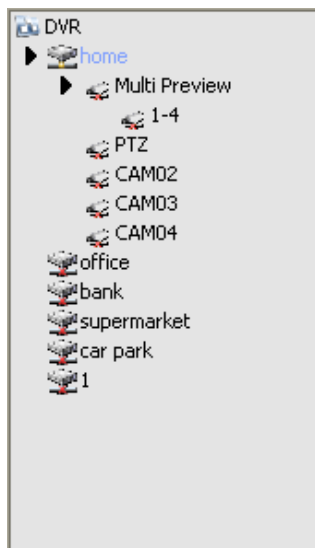 DVR
home
Multi Preview
1-4
PTZ
CAM02
CAM03
CAM04
office
bank
supermarket
car park
1